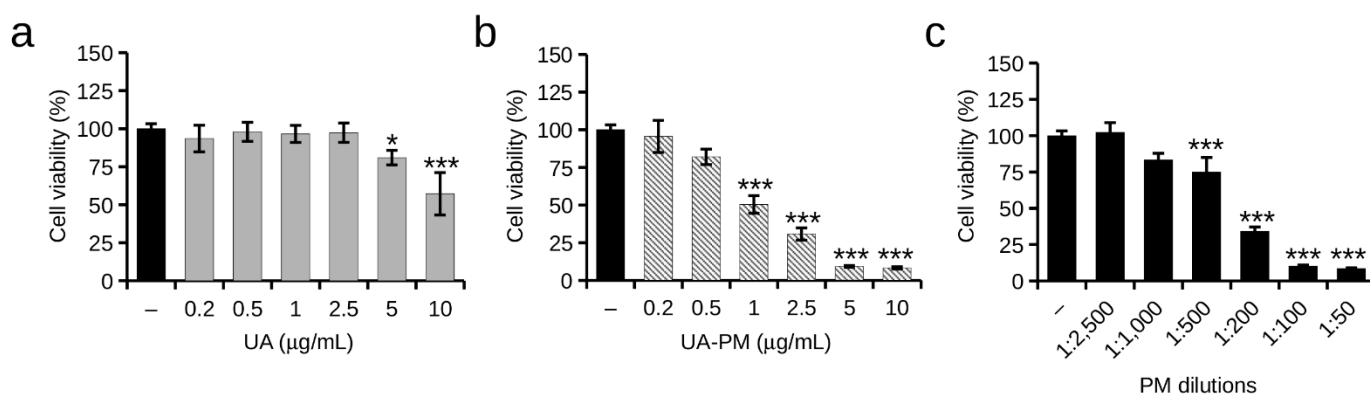 a
Cell viability (%)
150
125
100
75
50
25
0
*
***
– 0.2 0.5 1 2.5 5 10
UA (µg/mL)
b
Cell viability (%)
150
125
100
75
50
25
0
***
***
*** ***
– 0.2 0.5 1 2.5 5 10
UA-PM (µg/mL)
c
Cell viability (%)
150
125
100
75
50
25
0
***
***
*** ***
– 1:2,500 1:1,000 1:500 1:200 1:100 1:50
PM dilutions